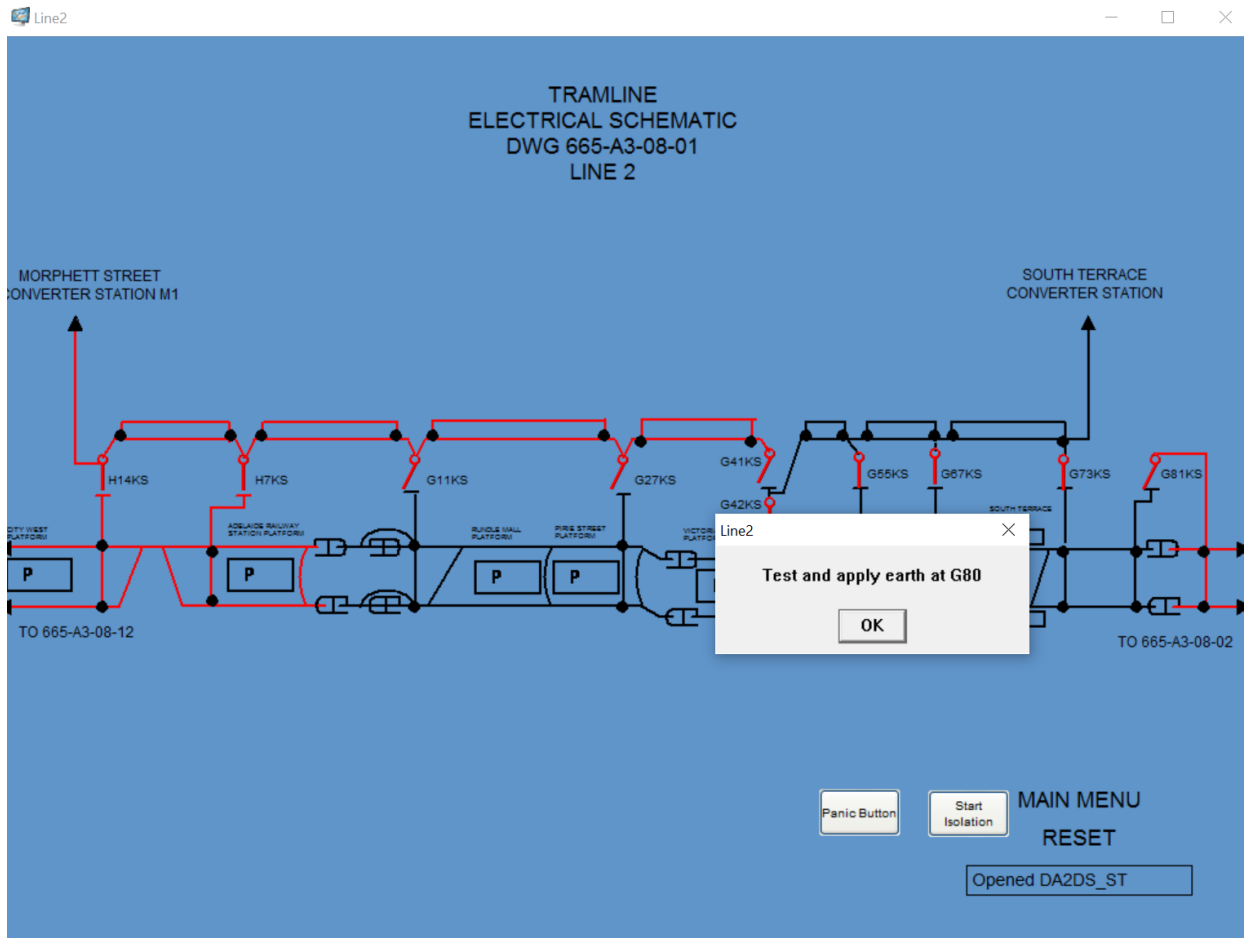 Line2
TRAMLINE
ELECTRICAL SCHEMATIC
DWG 665-A3-08-01
LINE 2
MORPHETT STREET
CONVERTER STATION M1
SOUTH TERRACE
CONVERTER STATION
H14KS
H7KS
G11KS
G27KS
G41KS
G42KS
G55KS
G67KS
G73KS
G81KS
CITY WEST
PLATFORM
P
ADELAIDE RAILWAY
STATION PLATFORM
P
RUNDLE MALL
PLATFORM
P
PIRIE STREET
PLATFORM
P
SOUTH TERRACE
Line2
Test and apply earth at G80
OK
TO 665-A3-08-12
TO 665-A3-08-02
Panic Button
Start
Isolation
MAIN MENU
RESET
Opened DA2DS_ST